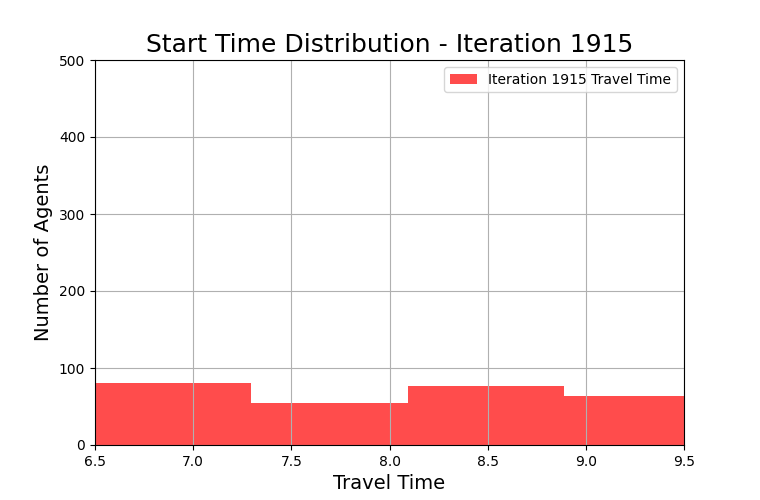 Start Time Distribution - Iteration 1915
Iteration 1915 Travel Time
Number of Agents
500
400
300
200
100
0
6.5 7.0 7.5 8.0 8.5 9.0 9.5
Travel Time